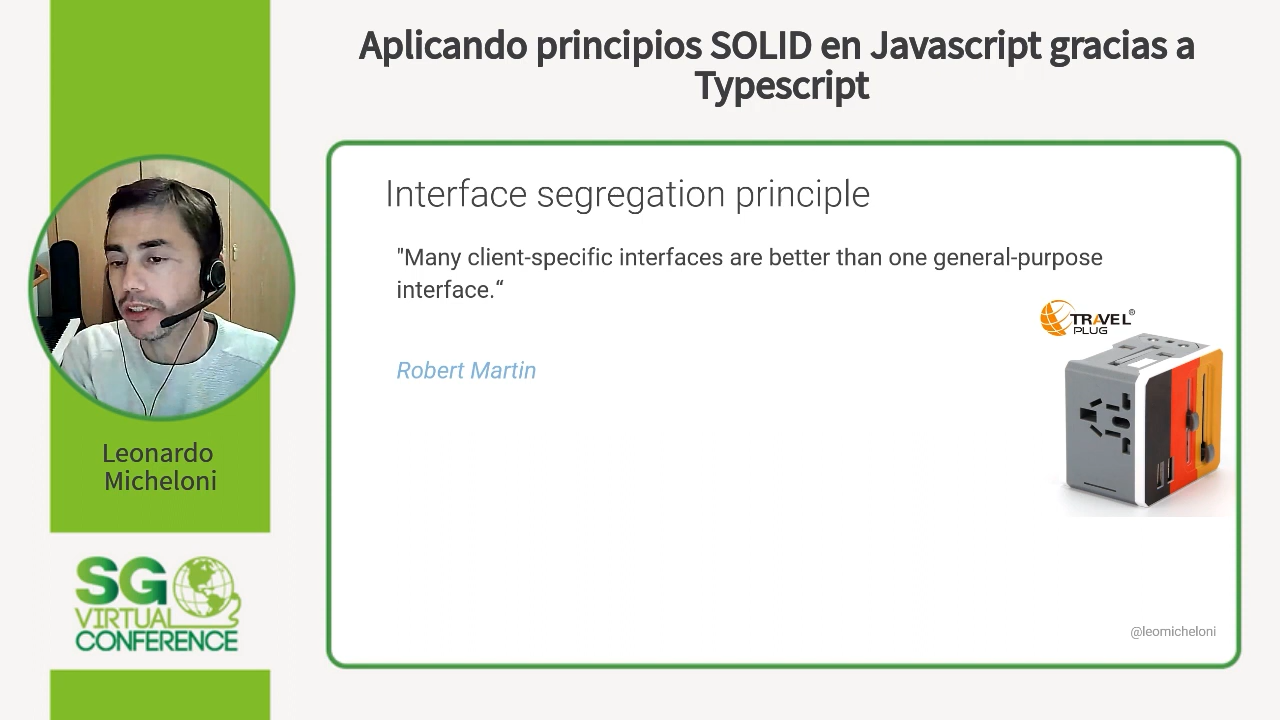 Aplicando principios SOLID en Javascript gracias a
Typescript
Interface segregation principle
"Many client-specific interfaces are better than one general-purpose
interface.“
Robert Martin
TRAVEL®
PLUG
@leomicheloni
Leonardo
Micheloni
SG
VIRTUAL
CONFERENCE